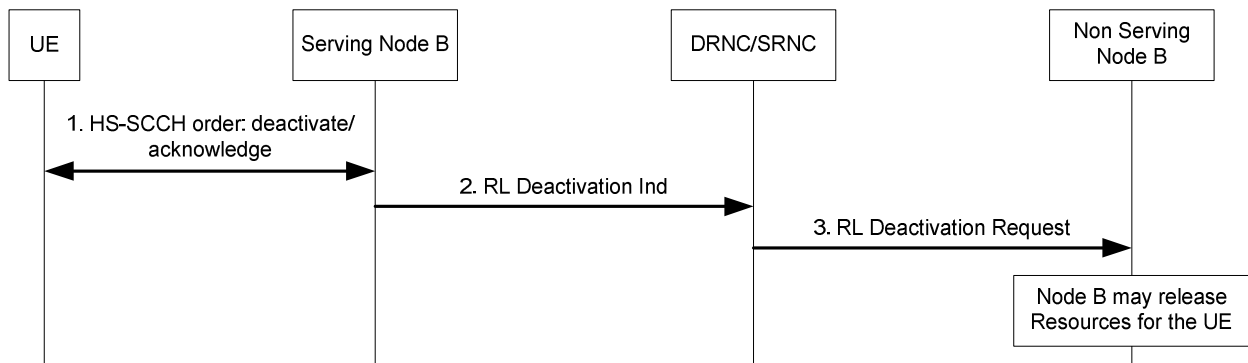 UE
Serving Node B
DRNC/SRNC
Non Serving
Node B
1. HS-SCCH order: deactivate/
acknowledge
2. RL Deactivation Ind
3. RL Deactivation Request
Node B may release
Resources for the UE